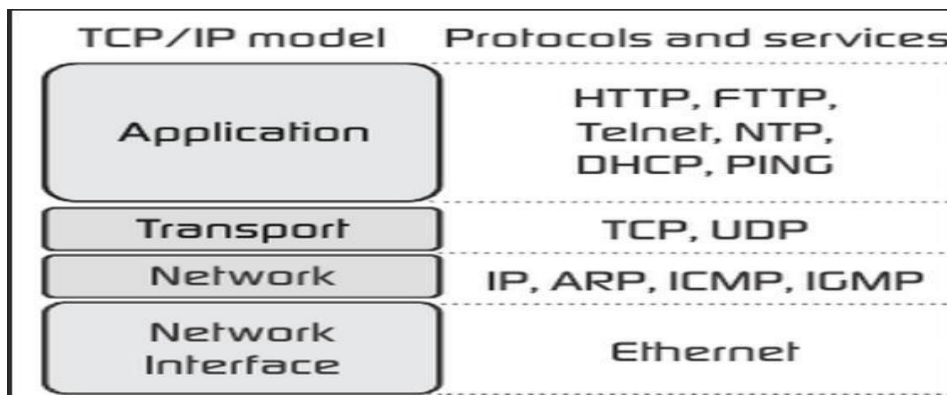 TCP/IP model Protocols and services
Application
HTTP, FTTP,
Telnet, NTP,
DHCP, PING
Transport TCP, UDP
Network IP, ARP, ICMP, IGMP
Network
Interface
Ethernet